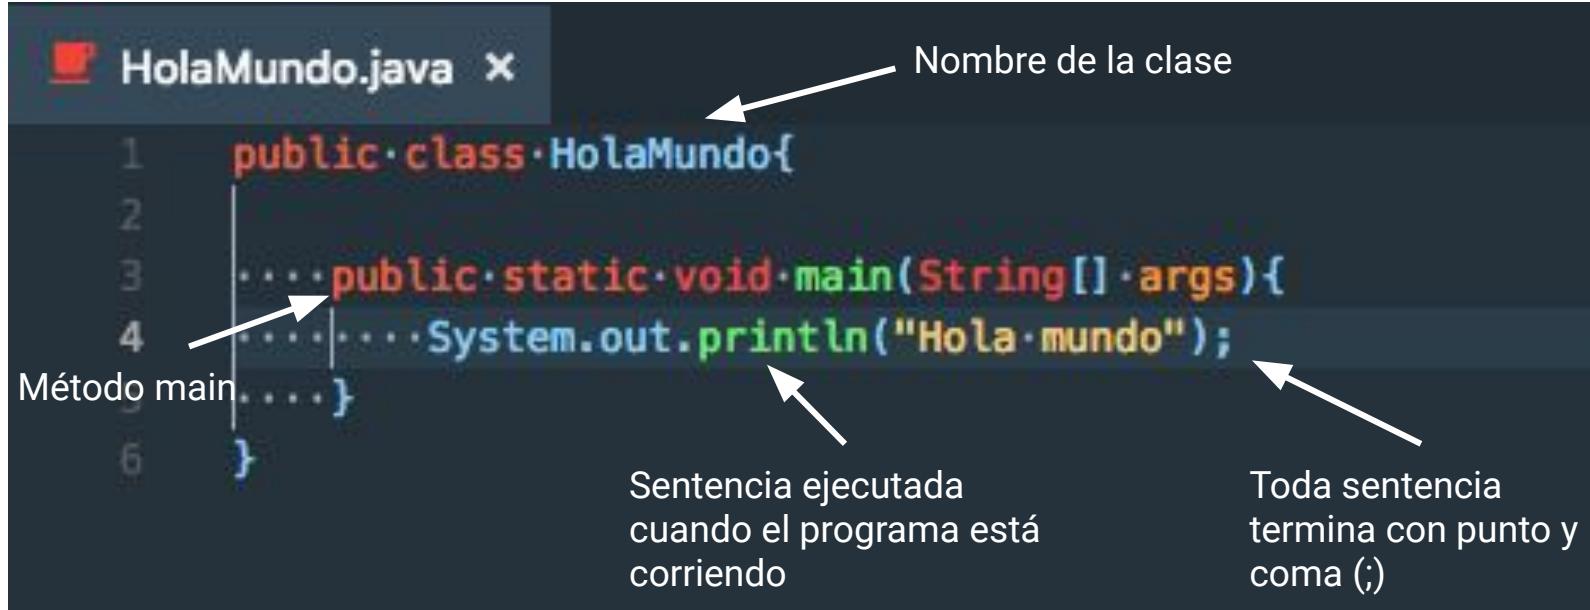 HolaMundo.java ×
Nombre de la clase
1 public class HolaMundo{
2
3 public static void main(String[] args){
4 System.out.println("Hola mundo");
Método main
5 }
6 }
Sentencia ejecutada
cuando el programa está
corriendo
Toda sentencia
termina con punto y
coma (;)